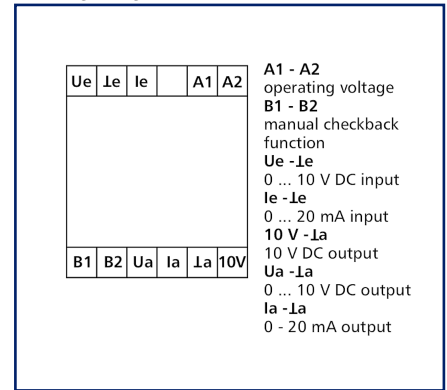 Ue ⊥e Ie A1 A2
B1 B2 Ua Ia ⊥a 10V
A1 - A2
operating voltage
B1 - B2
manual checkback
function
Ue -⊥e
0 ... 10 V DC input
Ie -⊥e
0 ... 20 mA input
10 V -⊥a
10 V DC output
Ua -⊥a
0 ... 10 V DC output
Ia -⊥a
0 - 20 mA output